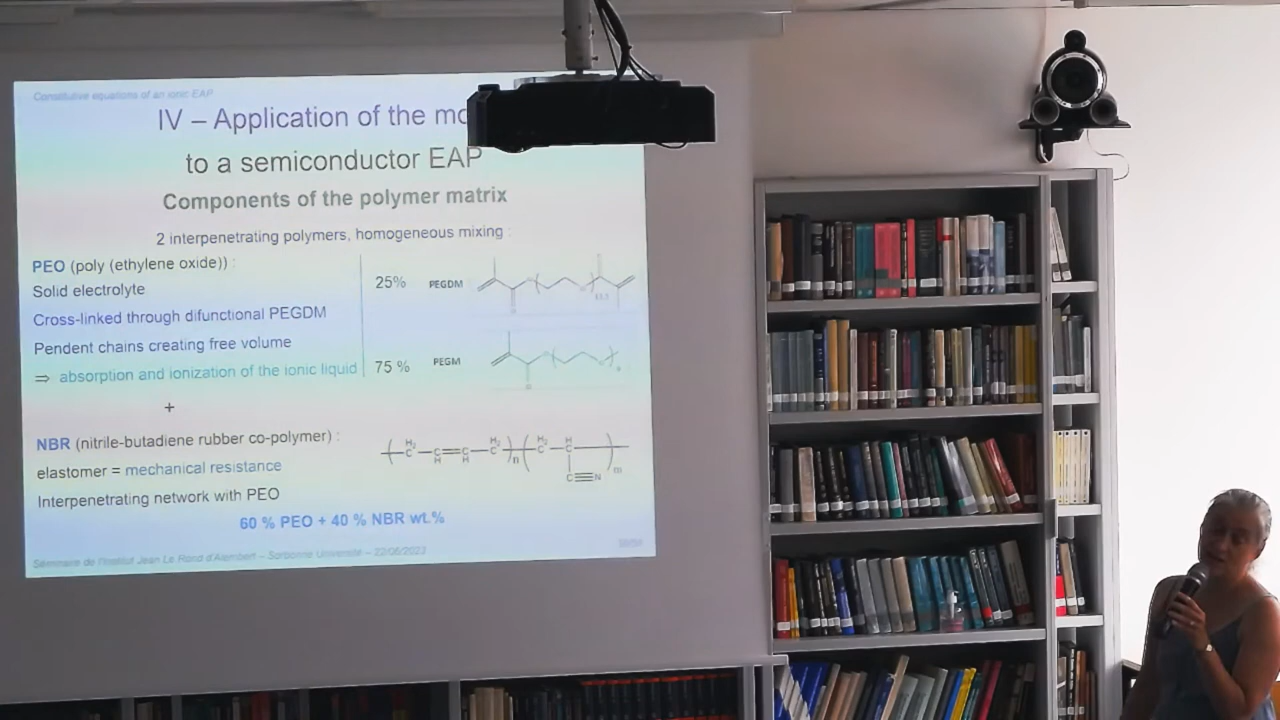 Constitutive equations of an ionic EAP
IV – Application of the
to a semiconductor EAP
Components of the polymer matrix
2 interpenetrating polymers, homogeneous mixing :
PEO (poly (ethylene oxide)) :
Solid electrolyte
Cross-linked through difunctional PEGDM
Pendent chains creating free volume
⇒ absorption and ionization of the ionic liquid
25% PEGDM
75 % PEGM
+
NBR (nitrile-butadiene rubber co-polymer) :
elastomer = mechanical resistance
Interpenetrating network with PEO
60 % PEO + 40 % NBR wt.%
Séminaire de l'Institut Jean Le Rond d'Alembert – Sorbonne Université – 22/06/2023